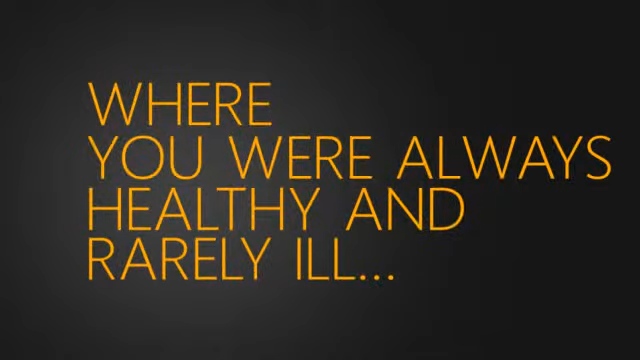 WHERE
YOU WERE ALWAYS
HEALTHY AND
RARELY ILL...